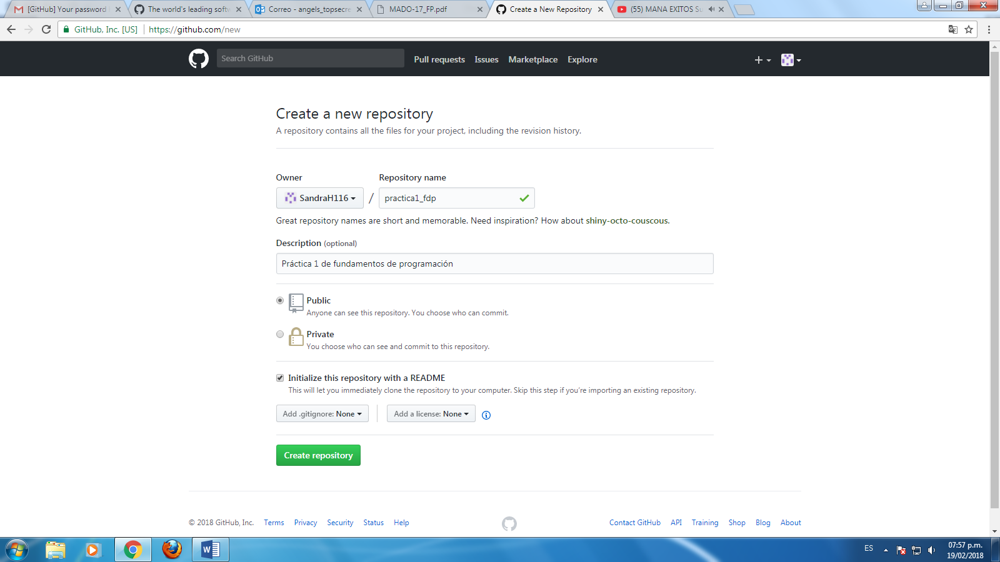 [GitHub] Your password
The world's leading softw
Correo - angels_topsecre
MADO-17_FP.pdf
Create a New Repository
(55) MANA EXITOS Su
GitHub, Inc. [US]
https://github.com/new
Search GitHub
Pull requests
Issues
Marketplace
Explore
Create a new repository
A repository contains all the files for your project, including the revision history.
Owner
Repository name
SandraH116
/
practica1_fdp
Great repository names are short and memorable. Need inspiration? How about shiny-octo-couscous.
Description (optional)
Práctica 1 de fundamentos de programación
Public
Anyone can see this repository. You choose who can commit.
Private
You choose who can see and commit to this repository.
Initialize this repository with a README
This will let you immediately clone the repository to your computer. Skip this step if you're importing an existing repository.
Add .gitignore: None
Add a license: None
Create repository
© 2018 GitHub, Inc.
Terms
Privacy
Security
Status
Help
Contact GitHub
API
Training
Shop
Blog
About
ES
07:57 p.m.
19/02/2018